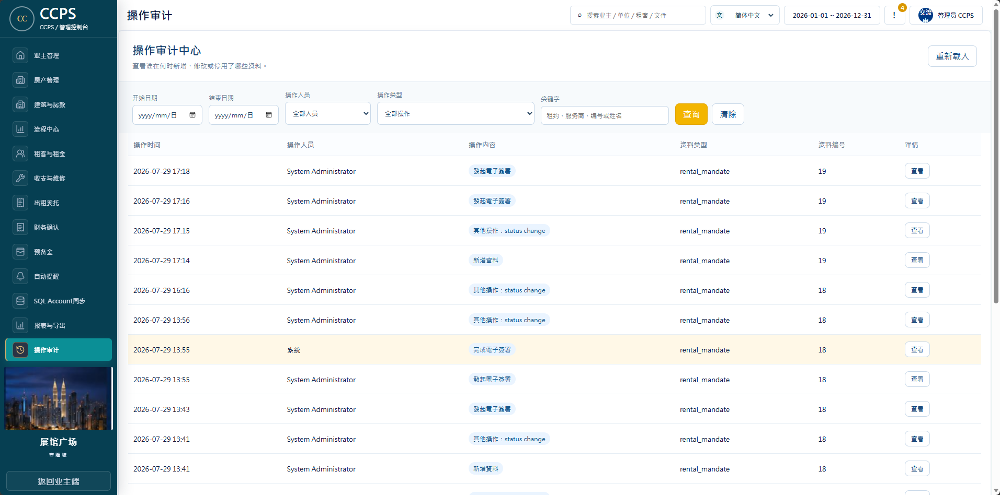 CC
CCPS
CCPS / 管理控制台
业主管理
房产管理
建筑与房款
流程中心
租客与租金
收支与维修
出租委托
财务确认
预备金
自动提醒
SQL Account同步
报表与导出
操作审计
展馆广场
吉隆坡
返回业主端
操作审计
搜索业主 / 单位 / 租客 / 文件
文 简体中文
2026-01-01 ~ 2026-12-31
! 4
交流电 管理员 CCPS
操作审计中心
查看谁在何时新增、修改或停用了哪些资料。
重新载入
开始日期 结束日期 操作人员 操作类型 关键字
yyyy/mm/日 yyyy/mm/日 全部人员 全部操作 租约、服务商、编号或姓名 查询 清除
操作时间 操作人员 操作内容 资料类型 资料编号 详情
2026-07-29 17:18 System Administrator 發起電子簽署 rental_mandate 19 查看
2026-07-29 17:16 System Administrator 發起電子簽署 rental_mandate 19 查看
2026-07-29 17:15 System Administrator 其他操作：status change rental_mandate 19 查看
2026-07-29 17:14 System Administrator 新增資料 rental_mandate 19 查看
2026-07-29 16:16 System Administrator 其他操作：status change rental_mandate 18 查看
2026-07-29 13:56 System Administrator 其他操作：status change rental_mandate 18 查看
2026-07-29 13:55 系統 完成電子簽署 rental_mandate 18 查看
2026-07-29 13:55 System Administrator 發起電子簽署 rental_mandate 18 查看
2026-07-29 13:43 System Administrator 發起電子簽署 rental_mandate 18 查看
2026-07-29 13:41 System Administrator 其他操作：status change rental_mandate 18 查看
2026-07-29 13:41 System Administrator 新增資料 rental_mandate 18 查看